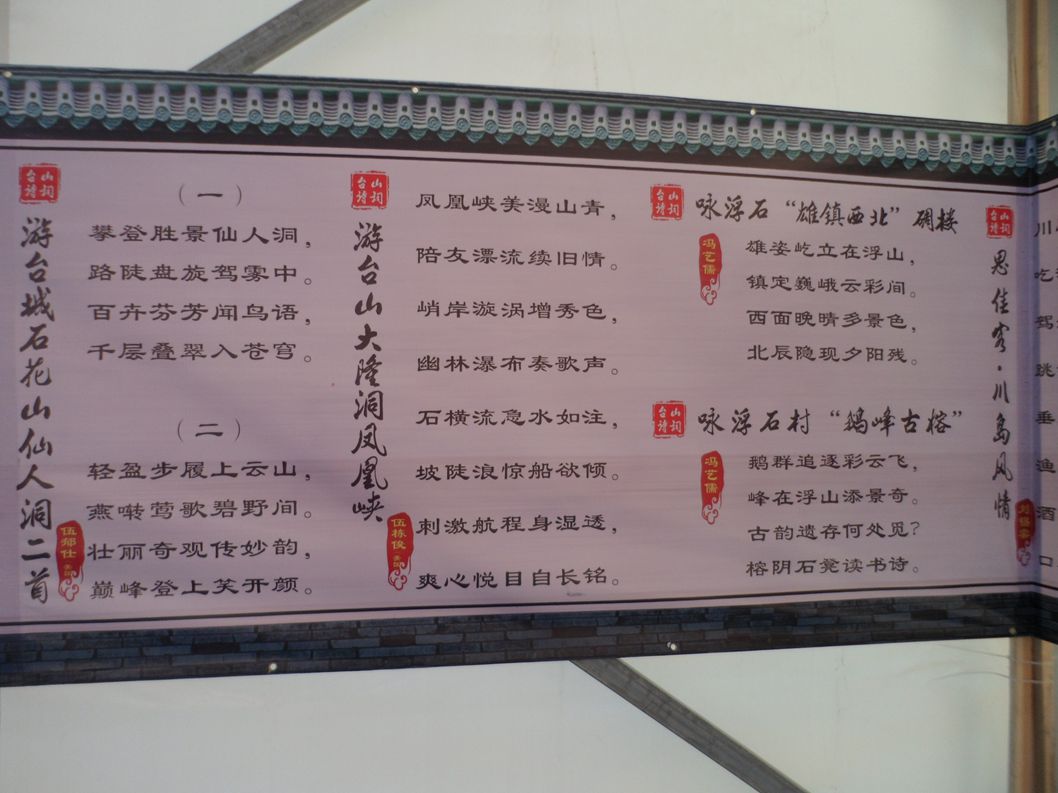 台山诗词
游台城石花山仙人洞二首
伍郁仕
（一）
攀登胜景仙人洞，
路陡盘旋驾雾中。
百卉芬芳闻鸟语，
千层叠翠入苍穹。
（二）
轻盈步履上云山，
燕啭莺歌碧野间。
壮丽奇观传妙韵，
巅峰登上笑开颜。
台山诗词
游台山大隆洞凤凰峡
伍栋俊
凤凰峡美漫山青，
陪友漂流续旧情。
峭岸漩涡增秀色，
幽林瀑布奏歌声。
石横流急水如注，
坡陡浪惊船欲倾。
刺激航程身湿透，
爽心悦目自长铭。
台山诗词
咏浮石“雄镇西北”碉楼
冯艺儒
雄姿屹立在浮山，
镇定巍峨云彩间。
西面晚晴多景色，
北辰隐现夕阳残。
台山诗词
咏浮石村“鹅峰古榕”
冯艺儒
鹅群追逐彩云飞，
峰在浮山添景奇。
古韵遗存何处觅？
榕阴石凳读书诗。
台山诗词
思佳客·川岛风情
川
吃
驾
跳
垂
渔
酒
口